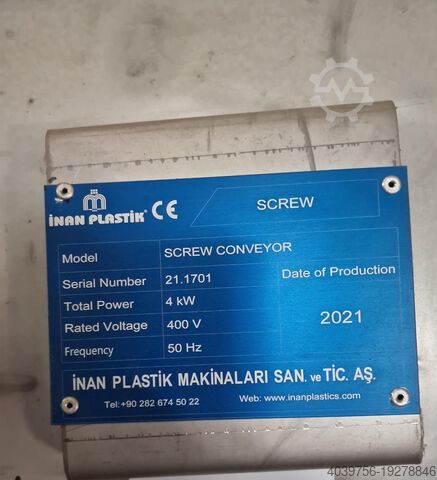 İNAN PLASTİK CE
SCREW
Model SCREW CONVEYOR
Serial Number 21.1701
Date of Production
Total Power 4 kW
Rated Voltage 400 V
2021
Frequency 50 Hz
İNAN PLASTİK MAKİNALARI SAN. ve TİC. AŞ.
Tel:+90 282 674 50 22 Web: www.inanplastics.com
4039756-19278846